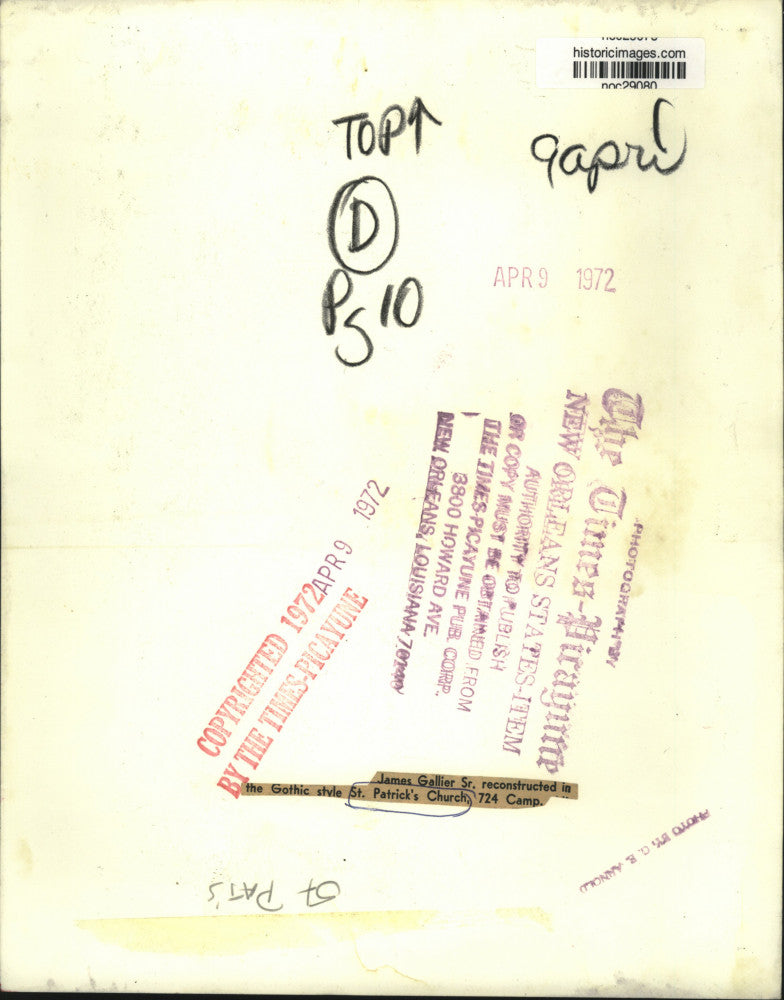 historicimages.com
noc29080
TOP↑
9april
D
Pg 10
APR 9 1972
PHOTOGRAPH BY
The Times-Picayune
NEW ORLEANS STATES-ITEM
AUTHORITY TO PUBLISH
OR COPY MUST BE OBTAINED FROM
THE TIMES-PICAYUNE PUB. CORP.
3800 HOWARD AVE.
NEW ORLEANS, LOUISIANA 70140
APR 9 1972
COPYRIGHTED 1972
BY THE TIMES-PICAYUNE
James Gallier Sr. reconstructed in
the Gothic style St. Patrick's Church, 724 Camp.
PHOTO BY G. E. ARNOLD
St PAT'S